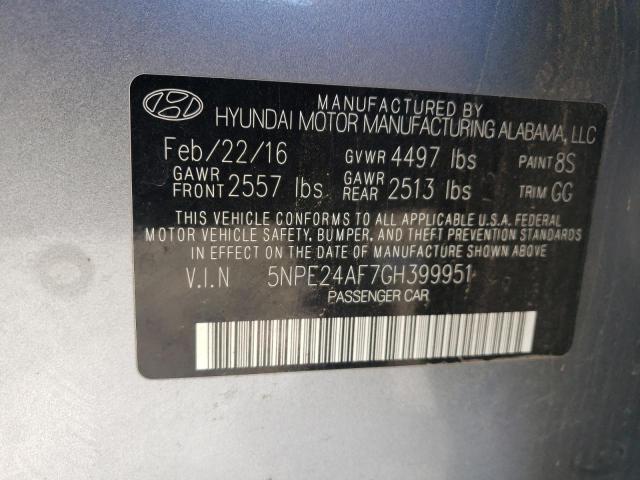 MANUFACTURED BY
HYUNDAI MOTOR MANUFACTURING ALABAMA, LLC
Feb/22/16 GVWR 4497 lbs PAINT 8S
GAWR FRONT 2557 lbs GAWR REAR 2513 lbs TRIM GG
THIS VEHICLE CONFORMS TO ALL APPLICABLE U.S.A. FEDERAL
MOTOR VEHICLE SAFETY, BUMPER, AND THEFT PREVENTION STANDARDS
IN EFFECT ON THE DATE OF MANUFACTURE SHOWN ABOVE
V.I.N 5NPE24AF7GH399951
PASSENGER CAR